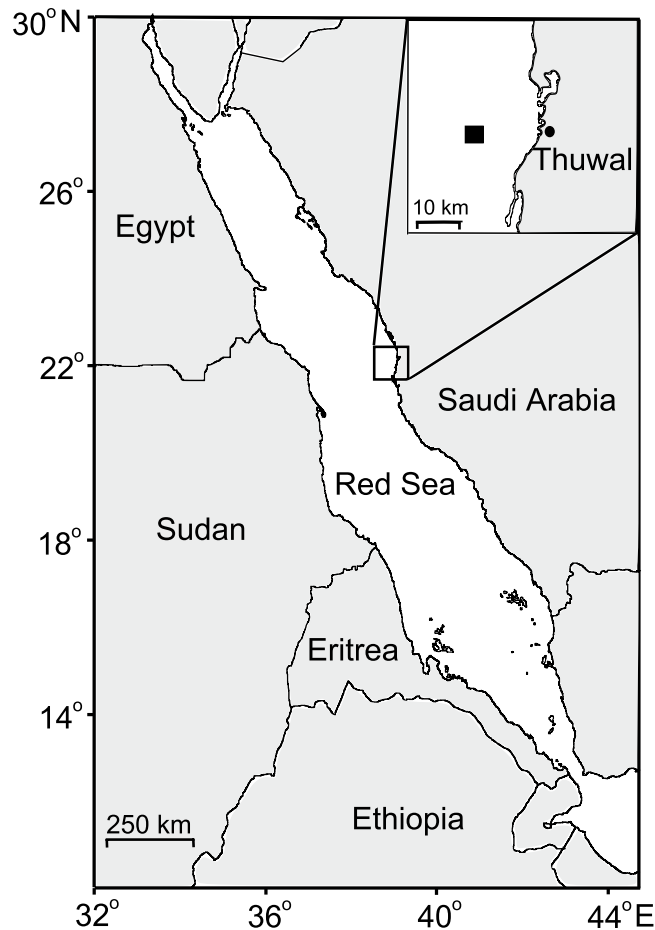 30°N
26°
22°
18°
14°
Thuwal
10 km
Egypt
Saudi Arabia
Red Sea
Sudan
Eritrea
Ethiopia
250 km
32°
36°
40°
44°E